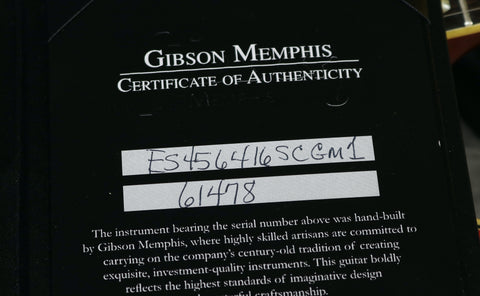 GIBSON MEMPHIS
CERTIFICATE OF AUTHENTICITY
ES456416SCGM1
61478
The instrument bearing the serial number above was hand-built
by Gibson Memphis, where highly skilled artisans are committed to
carrying on the company's century-old tradition of creating
exquisite, investment-quality instruments. This guitar boldly
reflects the highest standards of imaginative design
craftsmanship.